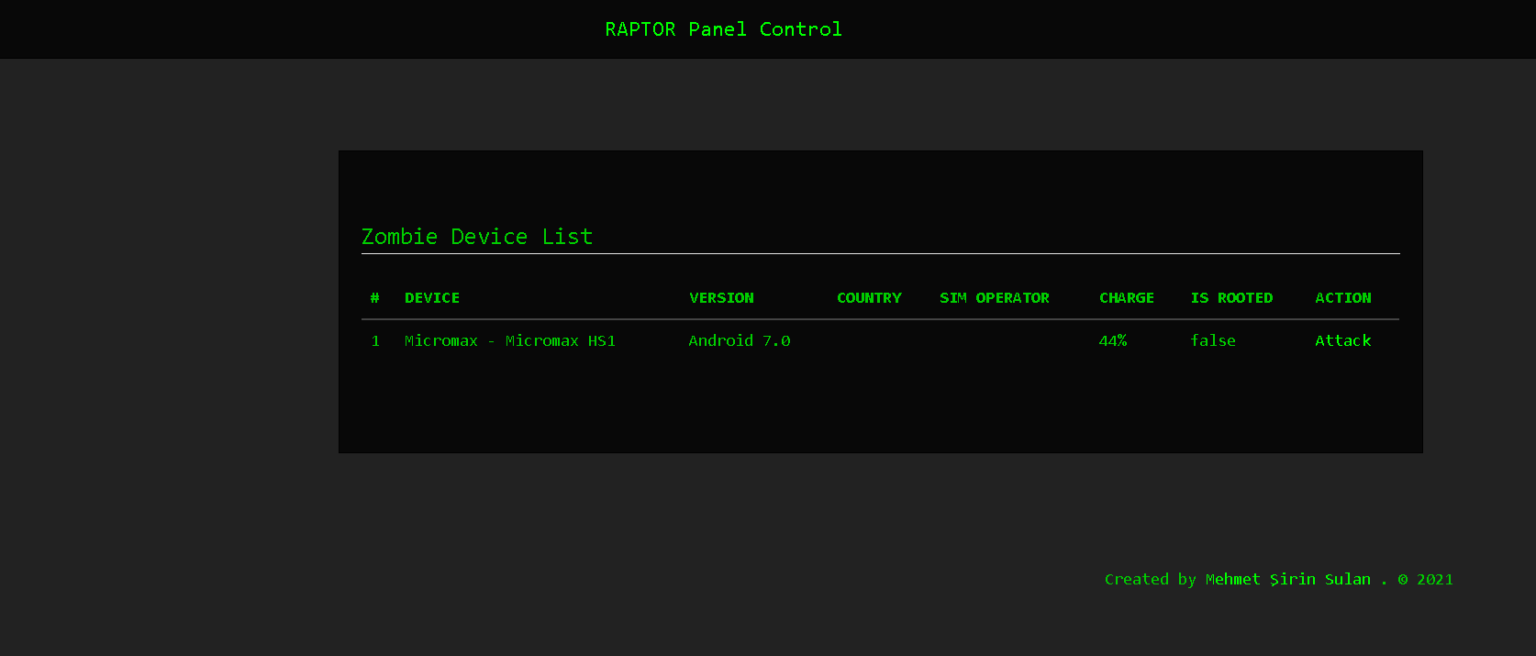 RAPTOR Panel Control
Zombie Device List
# DEVICE VERSION COUNTRY SIM OPERATOR CHARGE IS ROOTED ACTION
1 Micromax - Micromax HS1 Android 7.0 44% false Attack
Created by Mehmet Şirin Sulan . © 2021